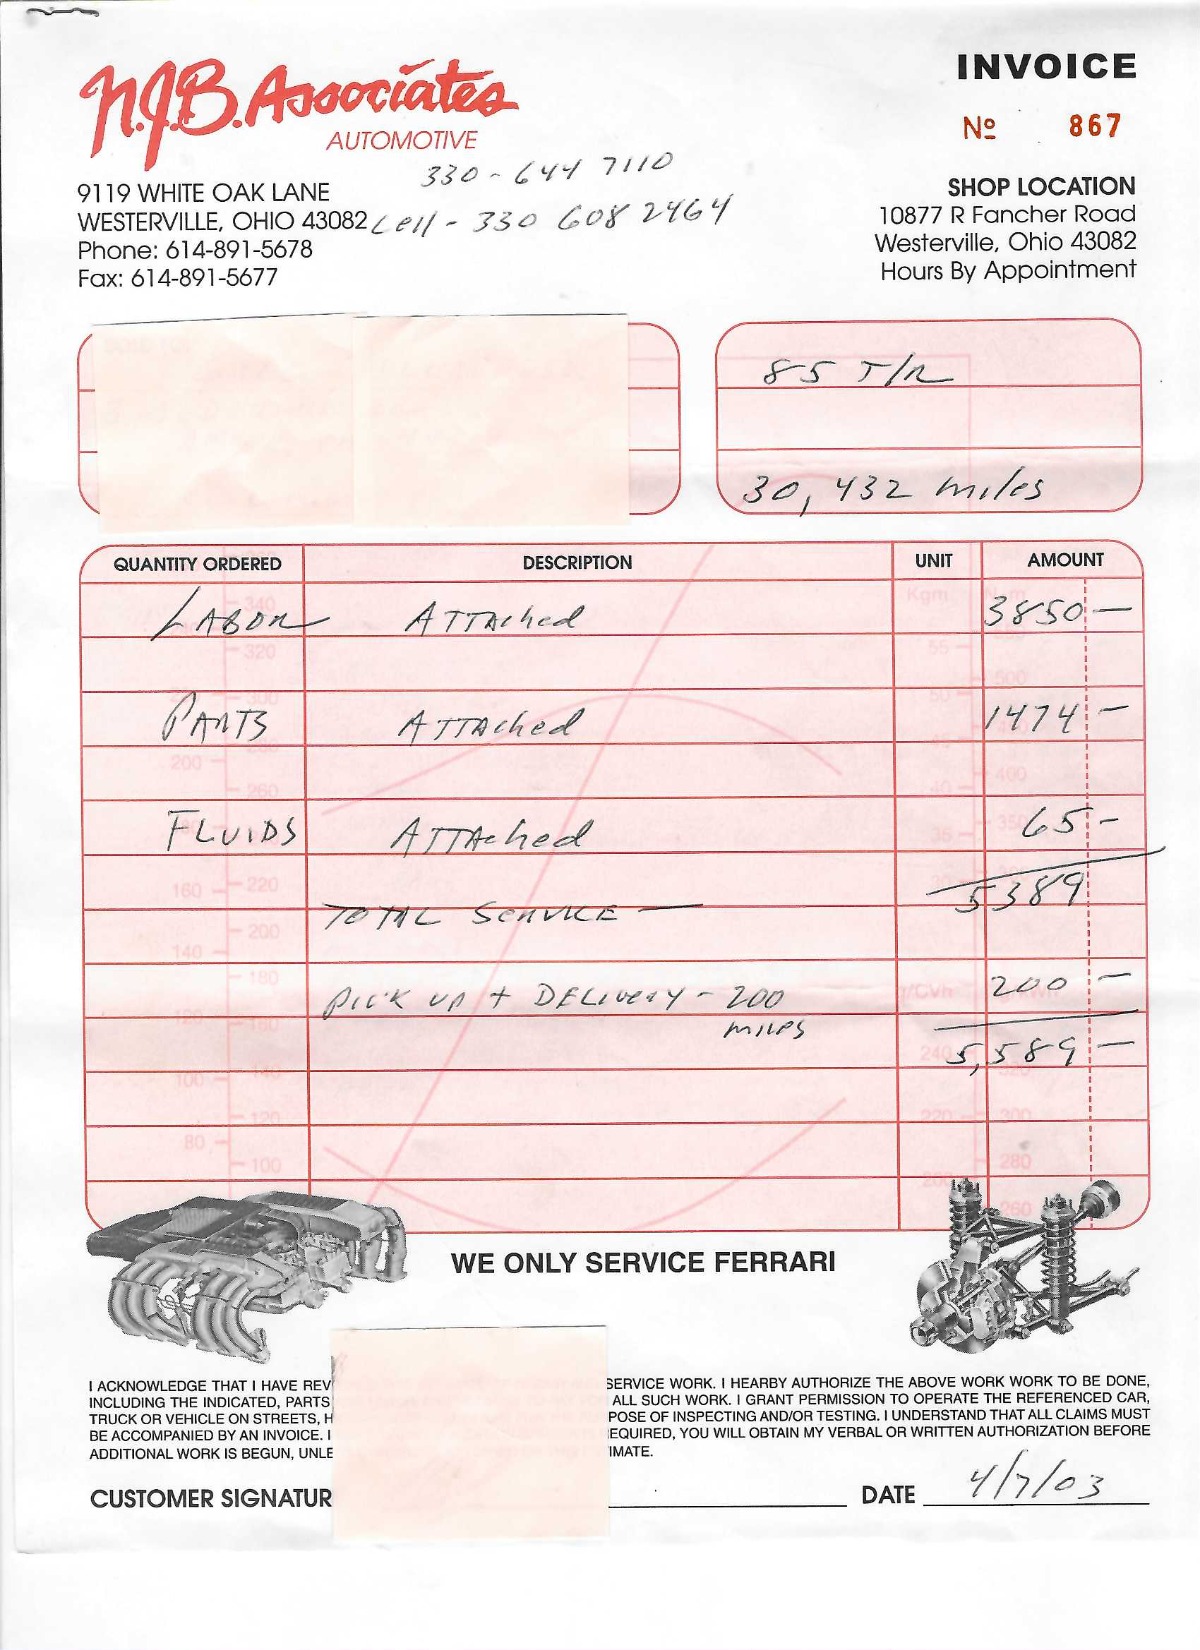 N.J.B. Associates
AUTOMOTIVE
INVOICE
Nº 867
330-644 7110
9119 WHITE OAK LANE
WESTERVILLE, OHIO 43082
Cell - 330 608 2464
Phone: 614-891-5678
Fax: 614-891-5677
SHOP LOCATION
10877 R Fancher Road
Westerville, Ohio 43082
Hours By Appointment
85 T/R
30,432 miles
QUANTITY ORDERED DESCRIPTION UNIT AMOUNT
LABOR ATTAched 3850 —
PARTS ATTAched 1474 —
FLUIDS ATTAched 65 -
TOTAL SERVICE — 5389
PICK UP + DELIVERY - 200 200 —
MILES
5,589 —
WE ONLY SERVICE FERRARI
I ACKNOWLEDGE THAT I HAVE REV SERVICE WORK. I HEARBY AUTHORIZE THE ABOVE WORK WORK TO BE DONE,
INCLUDING THE INDICATED, PARTS ALL SUCH WORK. I GRANT PERMISSION TO OPERATE THE REFERENCED CAR,
TRUCK OR VEHICLE ON STREETS, H POSE OF INSPECTING AND/OR TESTING. I UNDERSTAND THAT ALL CLAIMS MUST
BE ACCOMPANIED BY AN INVOICE. I EQUIRED, YOU WILL OBTAIN MY VERBAL OR WRITTEN AUTHORIZATION BEFORE
ADDITIONAL WORK IS BEGUN, UNLE IMATE.
CUSTOMER SIGNATUR DATE 4/7/03